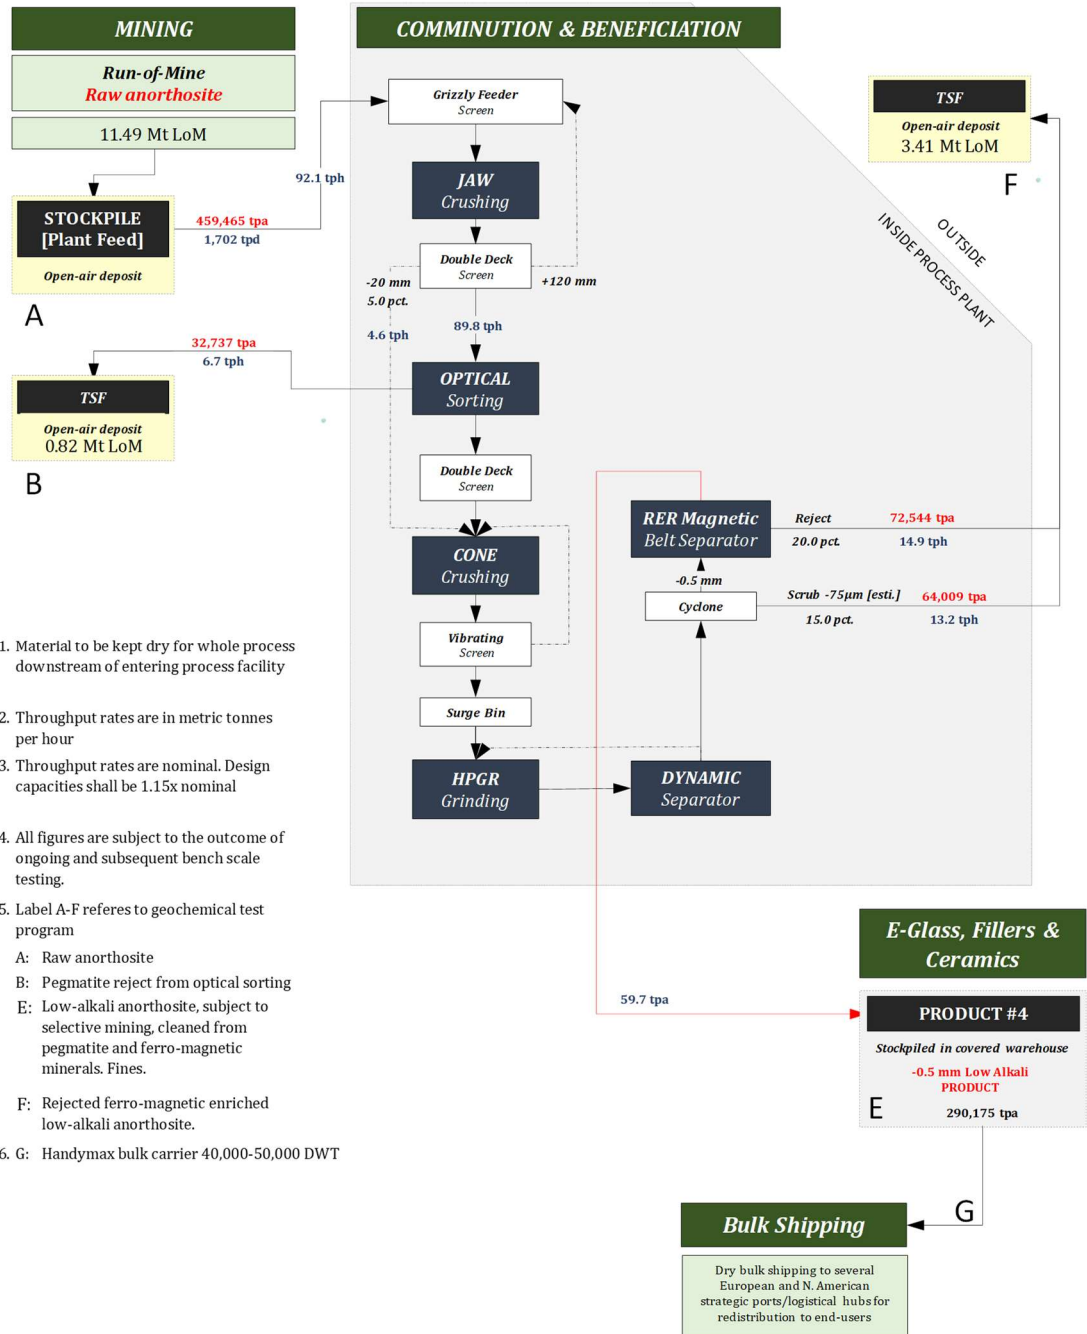 MINING
Run-of-Mine
Raw anorthosite
11.49 Mt LoM
STOCKPILE
[Plant Feed]
Open-air deposit
A
459,465 tpa
1,702 tpd
92.1 tph
32,737 tpa
6.7 tph
TSF
Open-air deposit
0.82 Mt LoM
B
COMMINUTION & BENEFICIATION
Grizzly Feeder
Screen
JAW
Crushing
Double Deck
Screen
-20 mm
5.0 pct.
4.6 tph
+120 mm
89.8 tph
OPTICAL
Sorting
Double Deck
Screen
CONE
Crushing
Vibrating
Screen
Surge Bin
HPGR
Grinding
DYNAMIC
Separator
Cyclone
-0.5 mm
RER Magnetic
Belt Separator
Reject
20.0 pct.
72,544 tpa
14.9 tph
Scrub -75μm [esti.]
15.0 pct.
64,009 tpa
13.2 tph
OUTSIDE
INSIDE PROCESS PLANT
TSF
Open-air deposit
3.41 Mt LoM
F
1. Material to be kept dry for whole process
downstream of entering process facility
2. Throughput rates are in metric tonnes
per hour
3. Throughput rates are nominal. Design
capacities shall be 1.15x nominal
4. All figures are subject to the outcome of
ongoing and subsequent bench scale
testing.
5. Label A-F referes to geochemical test
program
A: Raw anorthosite
B: Pegmatite reject from optical sorting
E: Low-alkali anorthosite, subject to
selective mining, cleaned from
pegmatite and ferro-magnetic
minerals. Fines.
F: Rejected ferro-magnetic enriched
low-alkali anorthosite.
6. G: Handymax bulk carrier 40,000-50,000 DWT
59.7 tpa
E-Glass, Fillers &
Ceramics
PRODUCT #4
Stockpiled in covered warehouse
-0.5 mm Low Alkali
PRODUCT
E
290,175 tpa
G
Bulk Shipping
Dry bulk shipping to several
European and N. American
strategic ports/logistical hubs for
redistribution to end-users